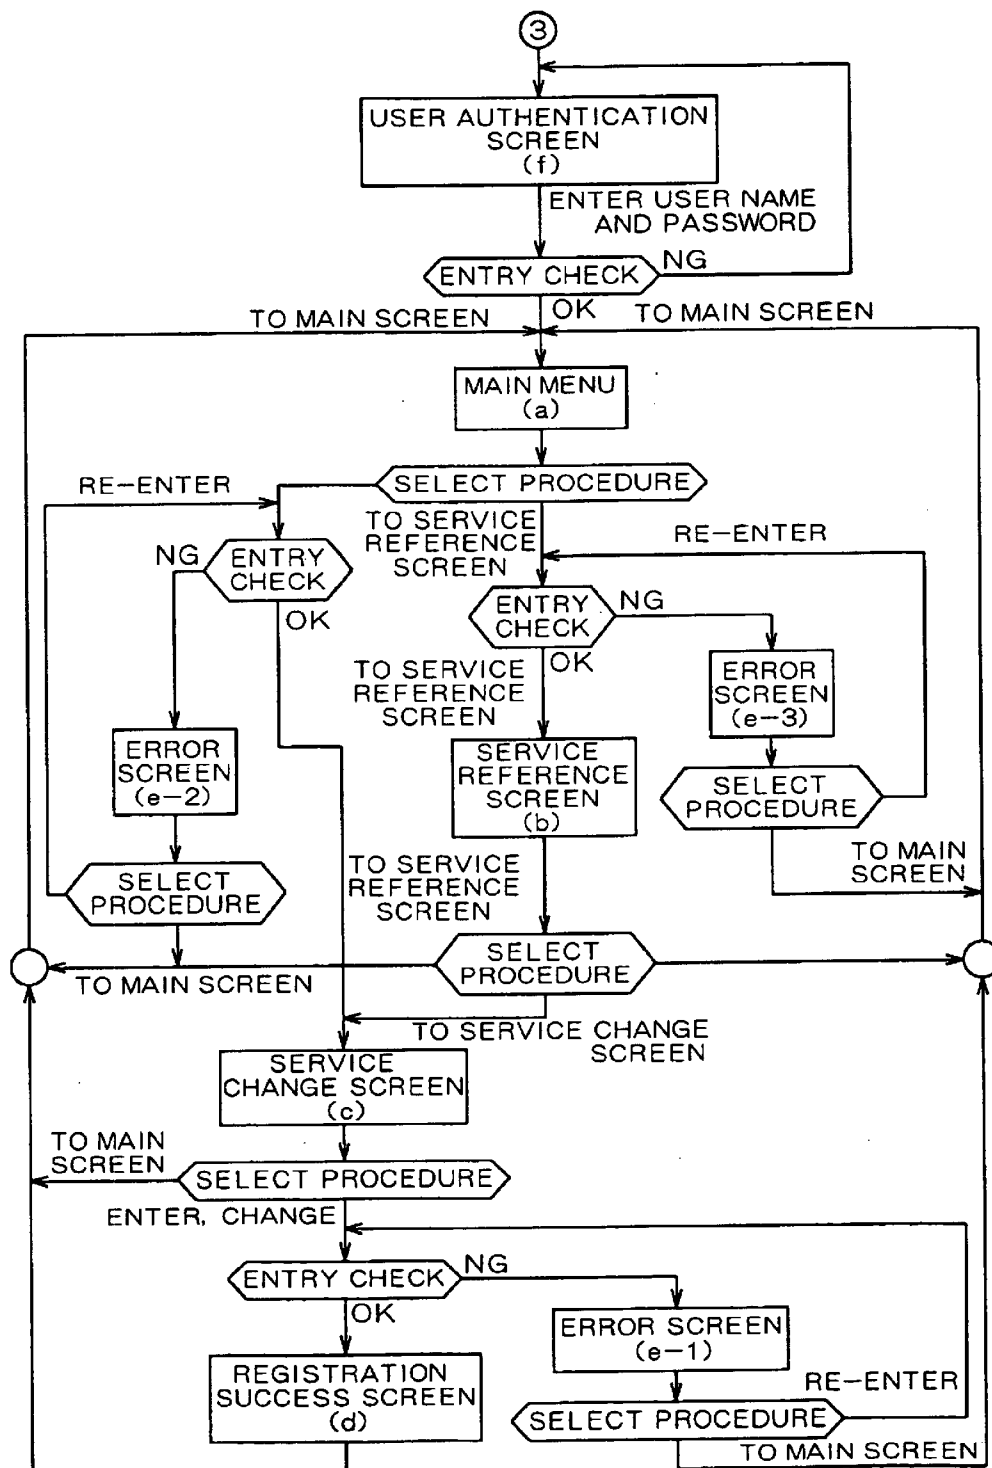 3
USER AUTHENTICATION
SCREEN
(f)
ENTER USER NAME
AND PASSWORD
ENTRY CHECK
NG
OK
TO MAIN SCREEN
TO MAIN SCREEN
MAIN MENU
(a)
SELECT PROCEDURE
RE-ENTER
TO SERVICE
REFERENCE
SCREEN
RE-ENTER
NG
ENTRY
CHECK
OK
ENTRY
CHECK
NG
OK
TO SERVICE
REFERENCE
SCREEN
ERROR
SCREEN
(e-3)
ERROR
SCREEN
(e-2)
SERVICE
REFERENCE
SCREEN
(b)
SELECT
PROCEDURE
TO MAIN
SCREEN
SELECT
PROCEDURE
TO SERVICE
REFERENCE
SCREEN
SELECT
PROCEDURE
TO MAIN SCREEN
TO SERVICE CHANGE
SCREEN
SERVICE
CHANGE SCREEN
(c)
TO MAIN
SCREEN
SELECT PROCEDURE
ENTER, CHANGE
ENTRY CHECK
NG
OK
ERROR SCREEN
(e-1)
REGISTRATION
SUCCESS SCREEN
(d)
RE-ENTER
SELECT PROCEDURE
TO MAIN SCREEN